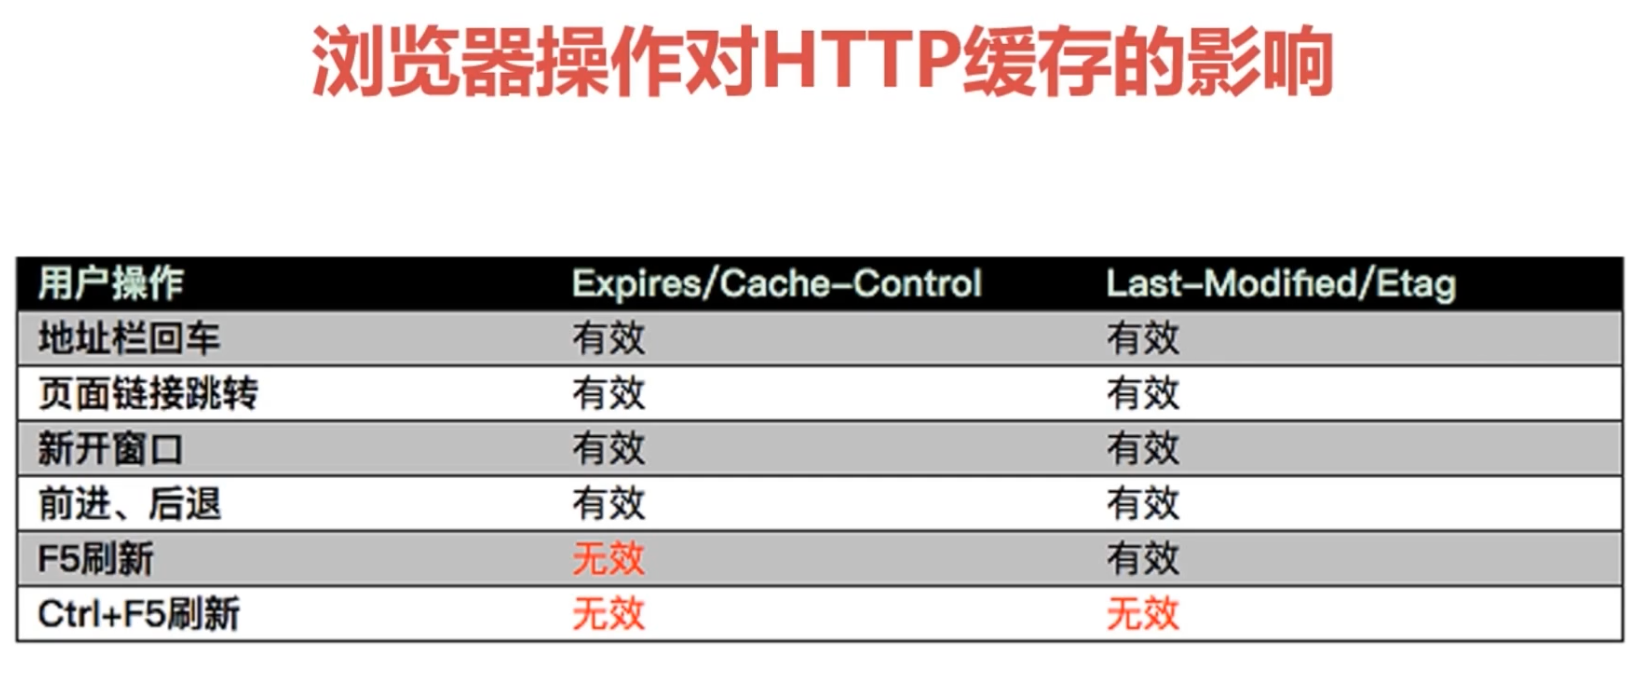 浏览器操作对HTTP缓存的影响
用户操作 Expires/Cache-Control Last-Modified/Etag
地址栏回车 有效 有效
页面链接跳转 有效 有效
新开窗口 有效 有效
前进、后退 有效 有效
F5刷新 无效 有效
Ctrl+F5刷新 无效 无效